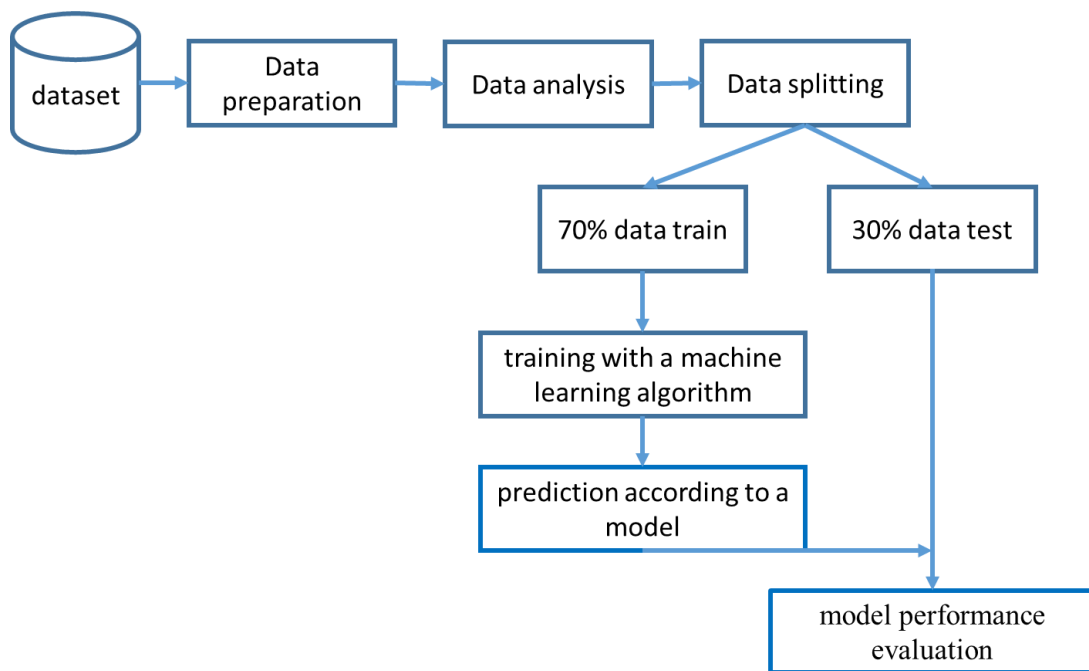 dataset
Data
preparation
Data analysis
Data splitting
70% data train
30% data test
training with a machine
learning algorithm
prediction according to a
model
model performance
evaluation